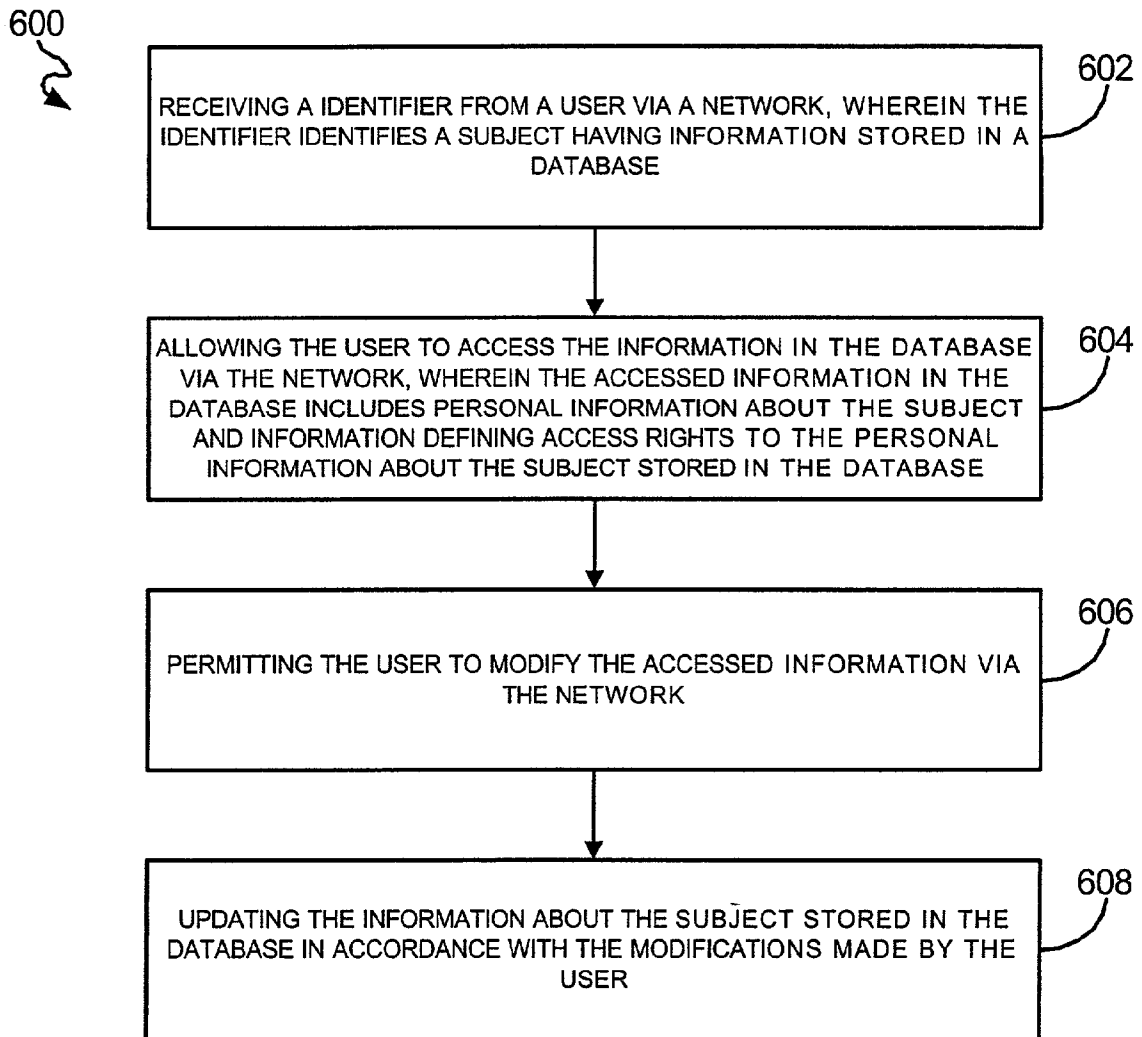 600
602
RECEIVING A IDENTIFIER FROM A USER VIA A NETWORK, WHEREIN THE
IDENTIFIER IDENTIFIES A SUBJECT HAVING INFORMATION STORED IN A
DATABASE
604
ALLOWING THE USER TO ACCESS THE INFORMATION IN THE DATABASE
VIA THE NETWORK, WHEREIN THE ACCESSED INFORMATION IN THE
DATABASE INCLUDES PERSONAL INFORMATION ABOUT THE SUBJECT
AND INFORMATION DEFINING ACCESS RIGHTS TO THE PERSONAL
INFORMATION ABOUT THE SUBJECT STORED IN THE DATABASE
606
PERMITTING THE USER TO MODIFY THE ACCESSED INFORMATION VIA
THE NETWORK
608
UPDATING THE INFORMATION ABOUT THE SUBJECT STORED IN THE
DATABASE IN ACCORDANCE WITH THE MODIFICATIONS MADE BY THE
USER